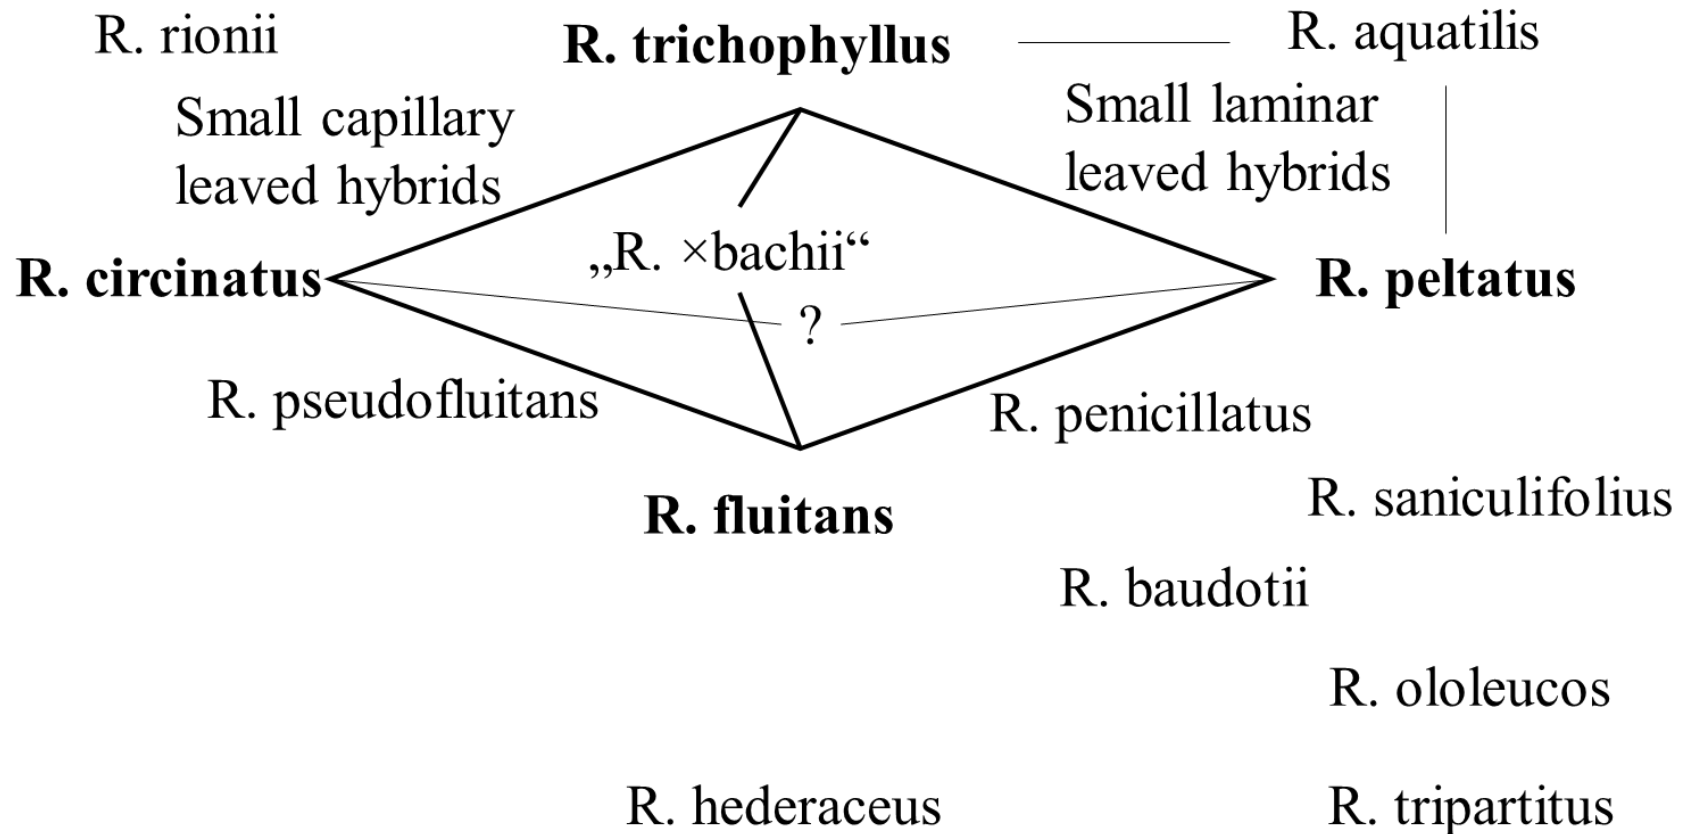 R. rionii
R. trichophyllus
R. aquatilis
Small capillary
leaved hybrids
Small laminar
leaved hybrids
„R. ×bachii“
R. circinatus
R. peltatus
?
R. pseudofluitans
R. penicillatus
R. fluitans
R. saniculifolius
R. baudotii
R. ololeucos
R. hederaceus
R. tripartitus